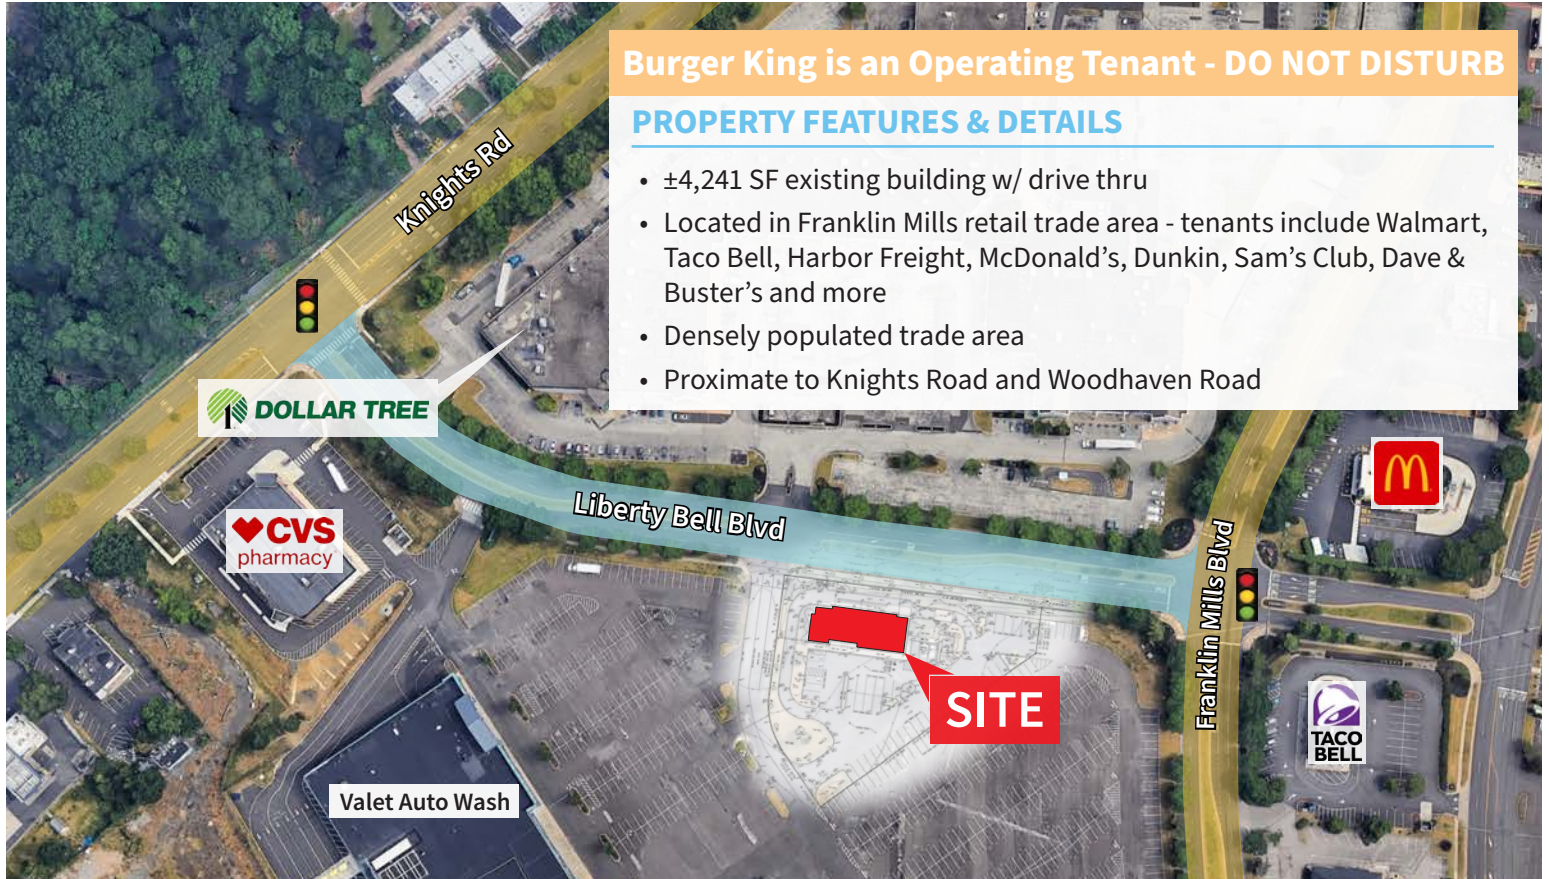 Burger King is an Operating Tenant - DO NOT DISTURB
PROPERTY FEATURES & DETAILS
• ±4,241 SF existing building w/ drive thru
• Located in Franklin Mills retail trade area - tenants include Walmart,
Taco Bell, Harbor Freight, McDonald’s, Dunkin, Sam’s Club, Dave &
Buster’s and more
• Densely populated trade area
• Proximate to Knights Road and Woodhaven Road
Knights Rd
DOLLAR TREE
CVS
pharmacy
Liberty Bell Blvd
Franklin Mills Blvd
SITE
TACO
BELL
Valet Auto Wash